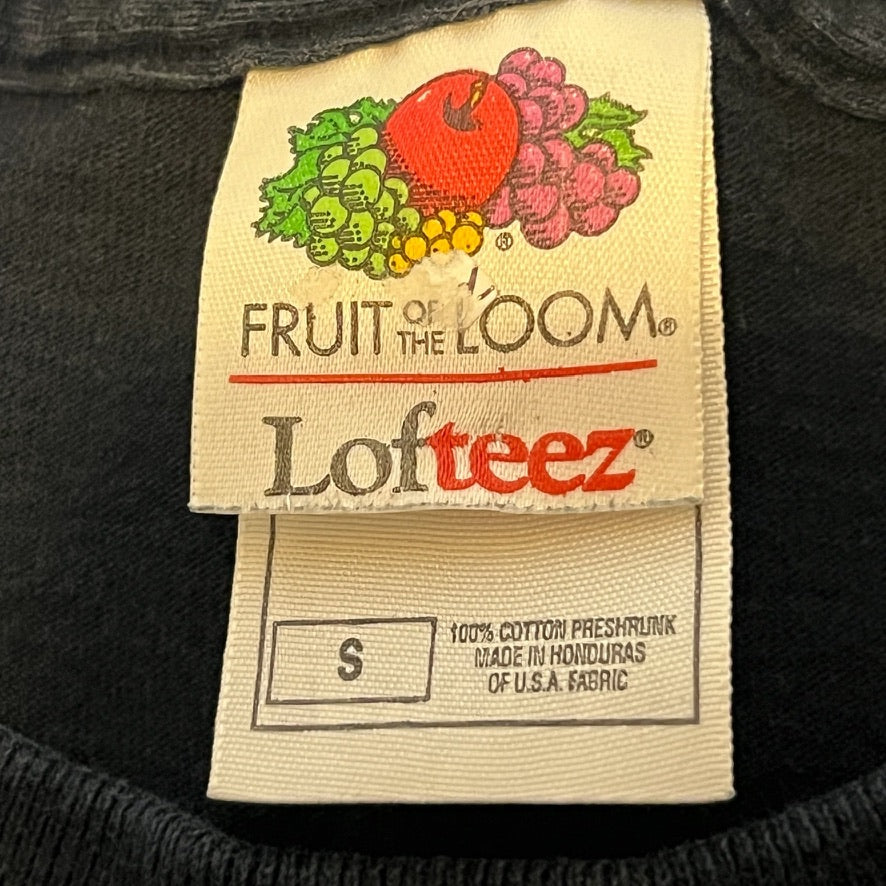 FRUIT OF THE LOOM®
Lofteez®
S
100% COTTON PRESHRUNK
MADE IN HONDURAS
OF U.S.A. FABRIC